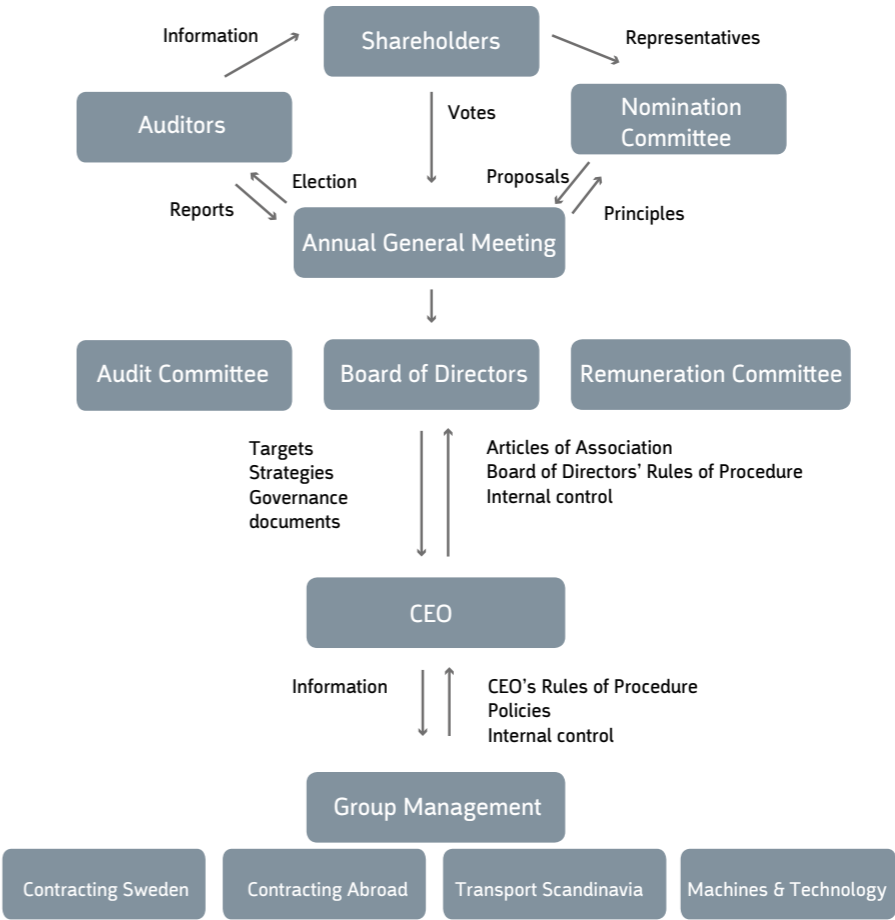 Shareholders
Information
Representatives
Auditors
Votes
Nomination
Committee
Election
Proposals
Reports
Principles
Annual General Meeting
Audit Committee
Board of Directors
Remuneration Committee
Targets
Strategies
Governance
documents
Articles of Association
Board of Directors’ Rules of Procedure
Internal control
CEO
Information
CEO’s Rules of Procedure
Policies
Internal control
Group Management
Contracting Sweden
Contracting Abroad
Transport Scandinavia
Machines & Technology